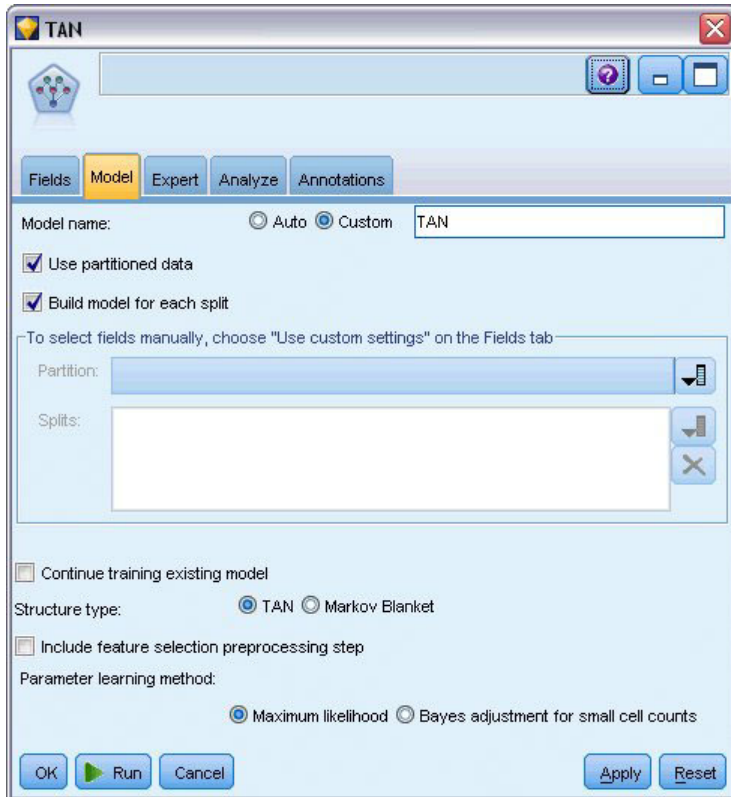 TAN
Fields Model Expert Analyze Annotations
Model name: Auto Custom TAN
Use partitioned data
Build model for each split
To select fields manually, choose "Use custom settings" on the Fields tab
Partition:
Splits:
Continue training existing model
Structure type: TAN Markov Blanket
Include feature selection preprocessing step
Parameter learning method:
Maximum likelihood Bayes adjustment for small cell counts
OK Run Cancel Apply Reset